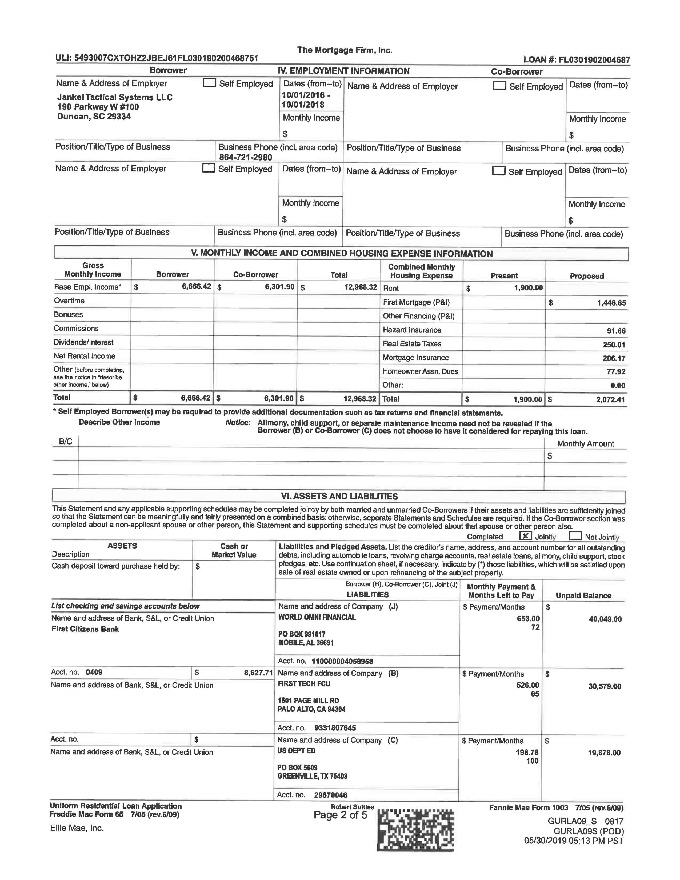 The Mortgage Firm, Inc.
ULI: 5493007CXTOHZ2JBEJ61FL030190200468761 LOAN #: FL0301902004687
Borrower IV. EMPLOYMENT INFORMATION Co-Borrower
Name & Address of Employer Self Employed Dates (from–to) Name & Address of Employer Self Employed Dates (from–to)
Jankel Tactical Systems LLC 10/01/2016 -
190 Parkway W #100 10/01/2018
Duncan, SC 29334 Monthly Income Monthly Income
$ $
Position/Title/Type of Business Business Phone (incl. area code) Position/Title/Type of Business Business Phone (incl. area code)
864-721-2980
Name & Address of Employer Self Employed Dates (from–to) Name & Address of Employer Self Employed Dates (from–to)
Monthly Income Monthly Income
$ $
Position/Title/Type of Business Business Phone (incl. area code) Position/Title/Type of Business Business Phone (incl. area code)
V. MONTHLY INCOME AND COMBINED HOUSING EXPENSE INFORMATION
Gross Monthly Income Borrower Co-Borrower Total Combined Monthly Housing Expense Present Proposed
Base Empl. Income* $ 6,666.42 $ 6,301.90 $ 12,968.32 Rent $ 1,900.00
Overtime First Mortgage (P&I) $ 1,446.65
Bonuses Other Financing (P&I)
Commissions Hazard Insurance 91.66
Dividends/Interest Real Estate Taxes 250.01
Net Rental Income Mortgage Insurance 206.17
Other (before completing, see the notice in "describe other income," below) Homeowner Assn. Dues 77.92
Other: 0.00
Total $ 6,666.42 $ 6,301.90 $ 12,968.32 Total $ 1,900.00 $ 2,072.41
* Self Employed Borrower(s) may be required to provide additional documentation such as tax returns and financial statements.
Describe Other Income Notice: Alimony, child support, or separate maintenance income need not be revealed if the
Borrower (B) or Co-Borrower (C) does not choose to have it considered for repaying this loan.
B/C Monthly Amount
$
VI. ASSETS AND LIABILITIES
This Statement and any applicable supporting schedules may be completed jointly by both married and unmarried Co-Borrowers if their assets and liabilities are sufficiently joined
so that the Statement can be meaningfully and fairly presented on a combined basis; otherwise, separate Statements and Schedules are required. If the Co-Borrower section was
completed about a non-applicant spouse or other person, this Statement and supporting schedules must be completed about that spouse or other person also.
Completed X Jointly Not Jointly
ASSETS Cash or Market Value
Description
Cash deposit toward purchase held by: $
Liabilities and Pledged Assets. List the creditor's name, address, and account number for all outstanding
debts, including automobile loans, revolving charge accounts, real estate loans, alimony, child support, stock
pledges, etc. Use continuation sheet, if necessary. Indicate by (*) those liabilities, which will be satisfied upon
sale of real estate owned or upon refinancing of the subject property.
Borrower (B), Co-Borrower (C), Joint (J)
LIABILITIES Monthly Payment & Months Left to Pay Unpaid Balance
List checking and savings accounts below Name and address of Company (J) $ Payment/Months $
Name and address of Bank, S&L, or Credit Union WORLD OMNI FINANCIAL 653.00 40,049.00
First Citizens Bank 72
MOBILE, AL 36691
Acct. no.
Acct. no. 0409 $ 8,627.71 Name and address of Company (B) $ Payment/Months $
Name and address of Bank, S&L, or Credit Union FIRST TECH FCU 526.00 30,579.00
65
1501 PAGE MILL RD
PALO ALTO, CA 94304
Acct. no. 9331807645
Acct. no. $ Name and address of Company (C) $ Payment/Months $
Name and address of Bank, S&L, or Credit Union US DEPT ED 198.78 19,878.00
100
PO BOX 5609
GREENVILLE, TX 75403
Acct. no. 29570046
Uniform Residential Loan Application Fannie Mae Form 1003 7/05 (rev.6/09)
Freddie Mac Form 65 7/05 (rev.6/09) Page 2 of 5
Ellie Mae, Inc. GURLA09_S 0817
GURLA09S (POD)
05/30/2019 05:13 PM PST